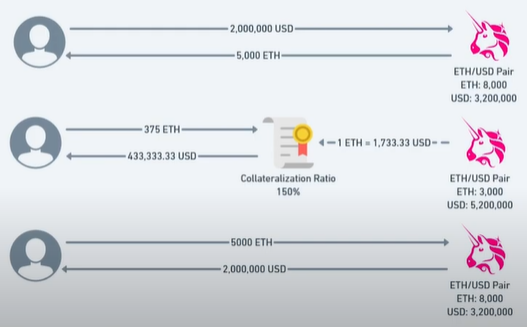 2,000,000 USD
5,000 ETH
ETH/USD Pair
ETH: 8,000
USD: 3,200,000
375 ETH
433,333.33 USD
1 ETH = 1,733.33 USD
Collateralization Ratio
150%
ETH/USD Pair
ETH: 3,000
USD: 5,200,000
5000 ETH
2,000,000 USD
ETH/USD Pair
ETH: 8,000
USD: 3,200,000